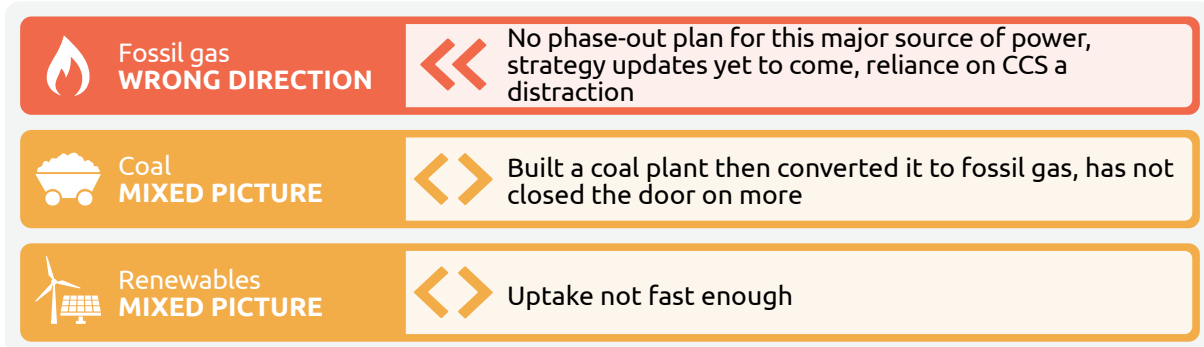 Fossil gas
WRONG DIRECTION
No phase-out plan for this major source of power,
strategy updates yet to come, reliance on CCS a
distraction
Coal
MIXED PICTURE
Built a coal plant then converted it to fossil gas, has not
closed the door on more
Renewables
MIXED PICTURE
Uptake not fast enough